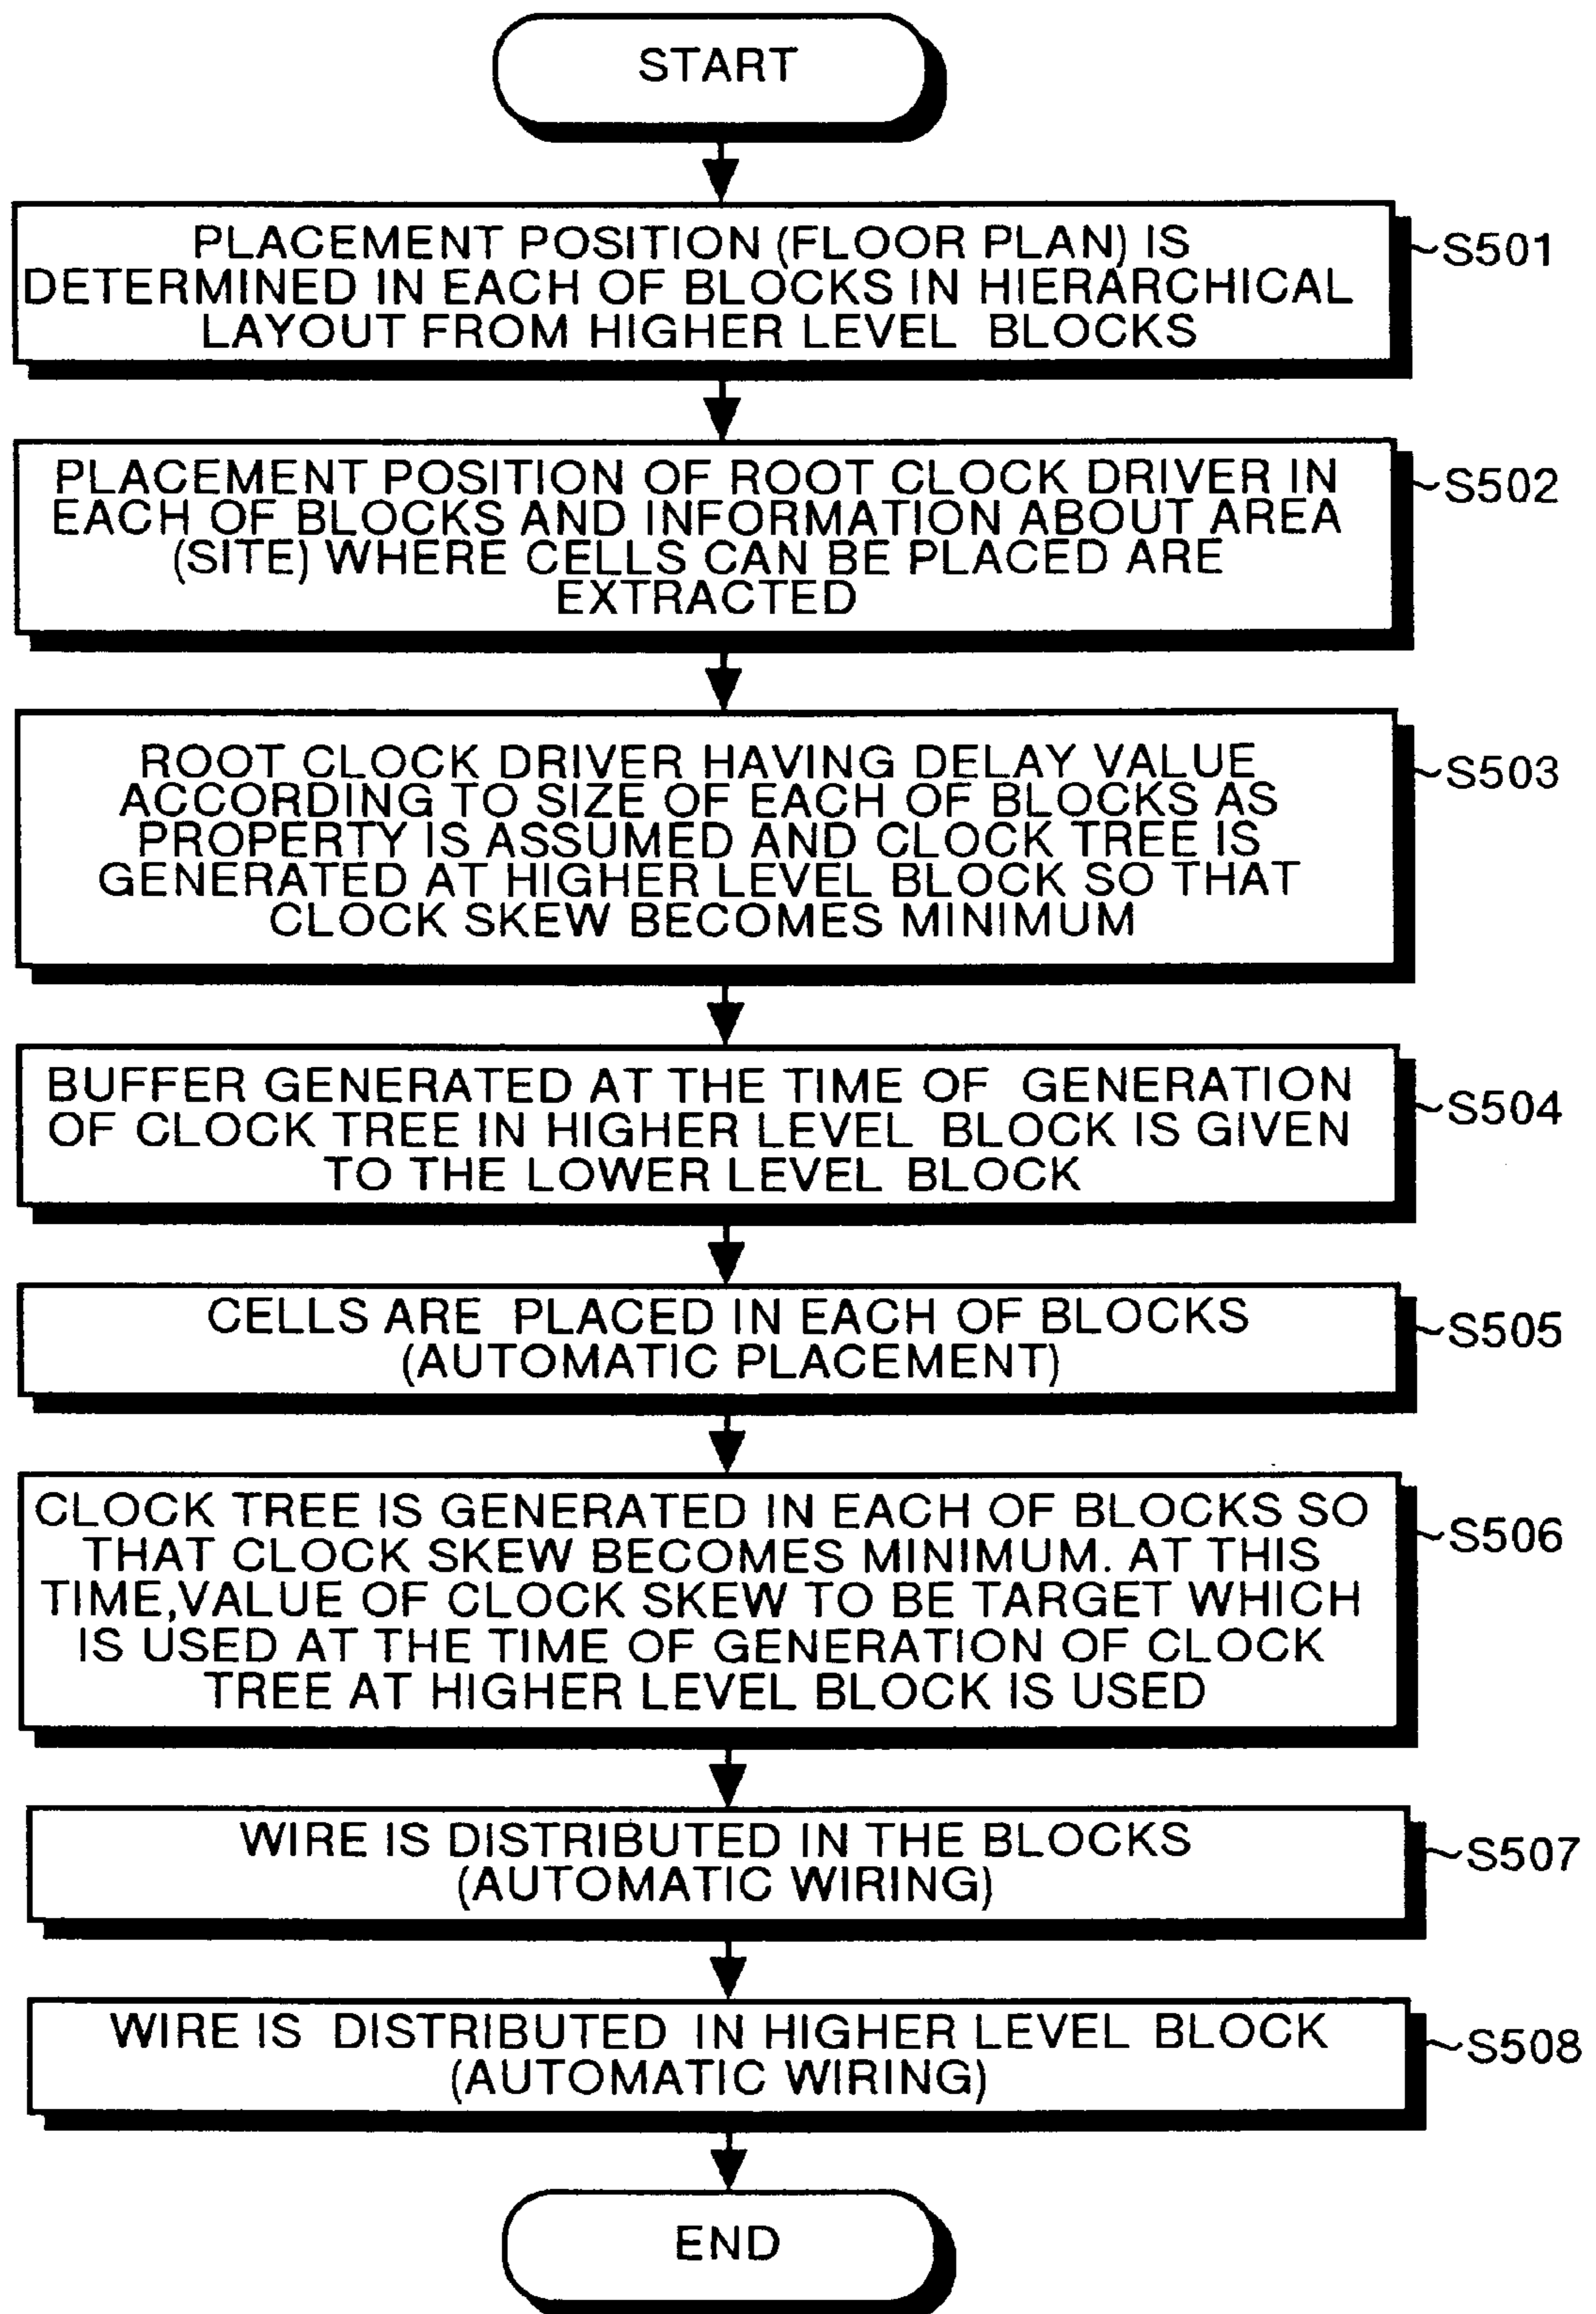 START
PLACEMENT POSITION (FLOOR PLAN) IS
DETERMINED IN EACH OF BLOCKS IN HIERARCHICAL
LAYOUT FROM HIGHER LEVEL BLOCKS
S501
PLACEMENT POSITION OF ROOT CLOCK DRIVER IN
EACH OF BLOCKS AND INFORMATION ABOUT AREA
(SITE) WHERE CELLS CAN BE PLACED ARE
EXTRACTED
S502
ROOT CLOCK DRIVER HAVING DELAY VALUE
ACCORDING TO SIZE OF EACH OF BLOCKS AS
PROPERTY IS ASSUMED AND CLOCK TREE IS
GENERATED AT HIGHER LEVEL BLOCK SO THAT
CLOCK SKEW BECOMES MINIMUM
S503
BUFFER GENERATED AT THE TIME OF GENERATION
OF CLOCK TREE IN HIGHER LEVEL BLOCK IS GIVEN
TO THE LOWER LEVEL BLOCK
S504
CELLS ARE PLACED IN EACH OF BLOCKS
(AUTOMATIC PLACEMENT)
S505
CLOCK TREE IS GENERATED IN EACH OF BLOCKS SO
THAT CLOCK SKEW BECOMES MINIMUM. AT THIS
TIME,VALUE OF CLOCK SKEW TO BE TARGET WHICH
IS USED AT THE TIME OF GENERATION OF CLOCK
TREE AT HIGHER LEVEL BLOCK IS USED
S506
WIRE IS DISTRIBUTED IN THE BLOCKS
(AUTOMATIC WIRING)
S507
WIRE IS DISTRIBUTED IN HIGHER LEVEL BLOCK
(AUTOMATIC WIRING)
S508
END